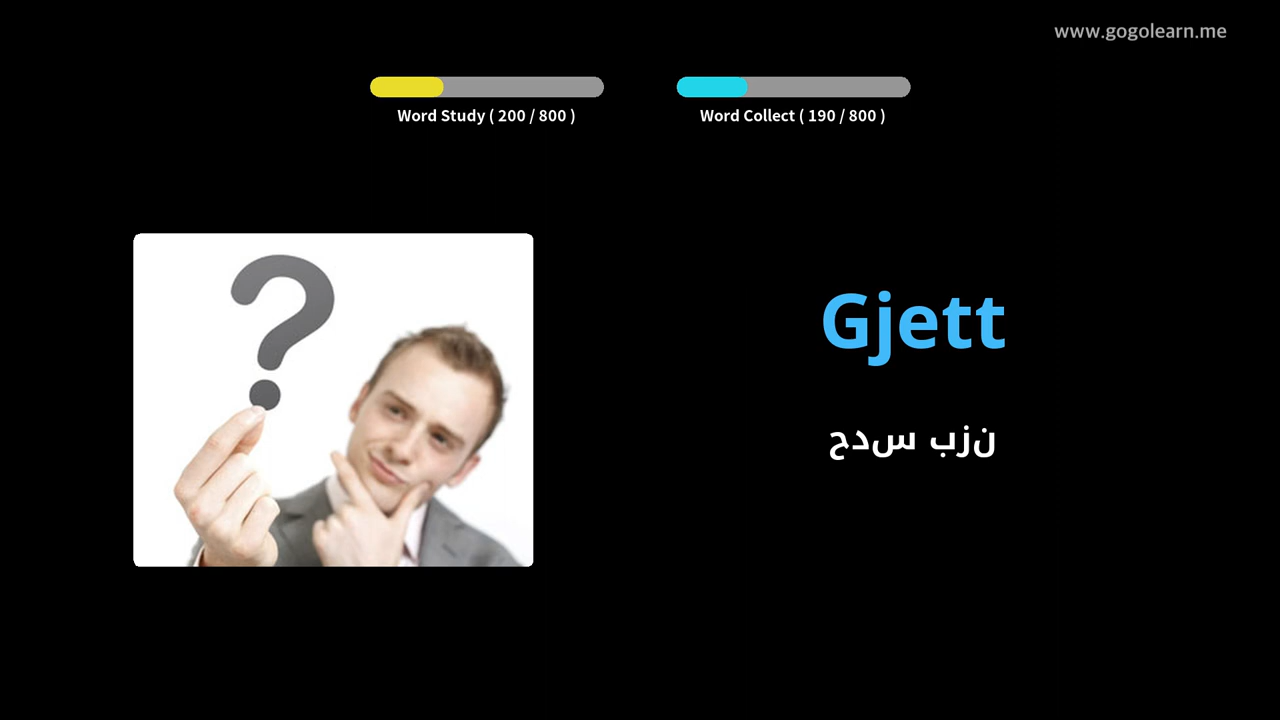 www.gogolearn.me
Word Study ( 200 / 800 )
Word Collect ( 190 / 800 )
Gjett
نزب سدح